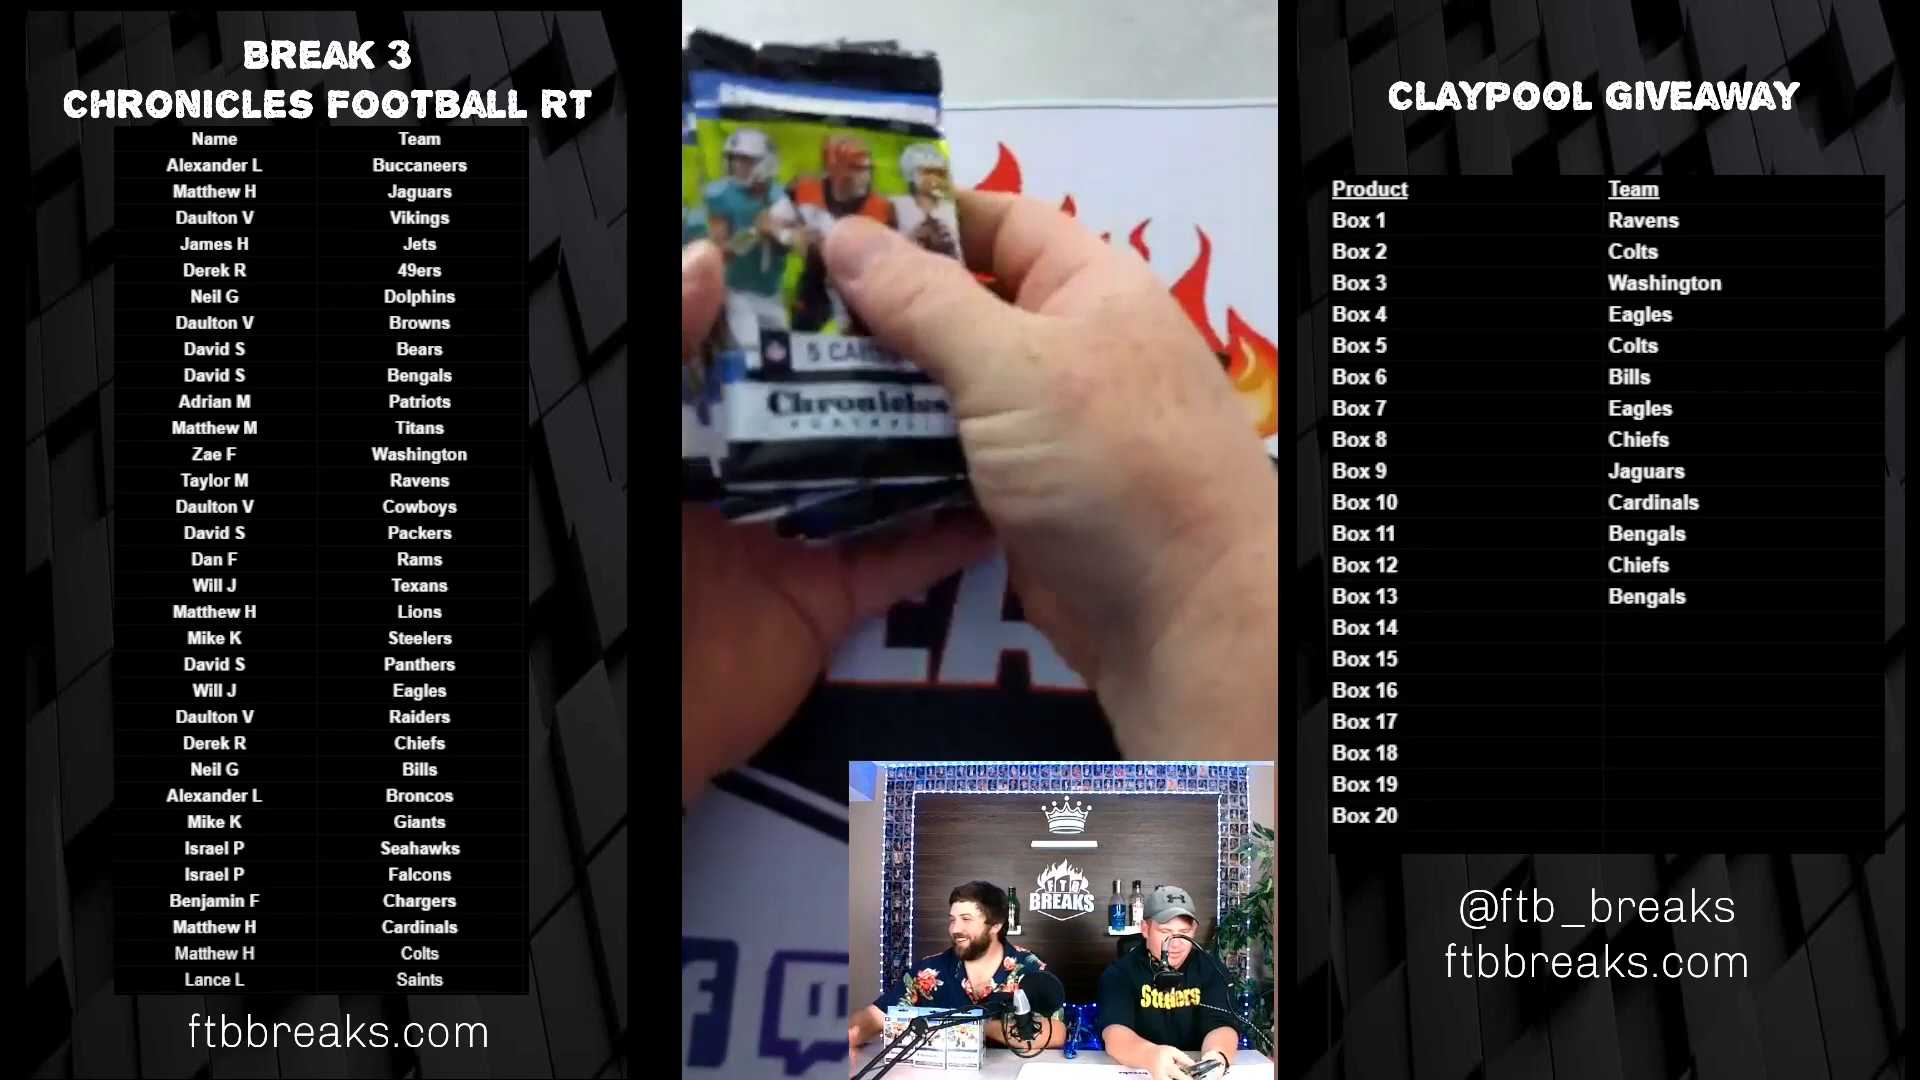 BREAK 3
CHRONICLES FOOTBALL RT
Name Team
Alexander L Buccaneers
Matthew H Jaguars
Daulton V Vikings
James H Jets
Derek R 49ers
Neil G Dolphins
Daulton V Browns
David S Bears
David S Bengals
Adrian M Patriots
Matthew M Titans
Zae F Washington
Taylor M Ravens
Daulton V Cowboys
David S Packers
Dan F Rams
Will J Texans
Matthew H Lions
Mike K Steelers
David S Panthers
Will J Eagles
Daulton V Raiders
Derek R Chiefs
Neil G Bills
Alexander L Broncos
Mike K Giants
Israel P Seahawks
Israel P Falcons
Benjamin F Chargers
Matthew H Cardinals
Matthew H Colts
Lance L Saints
ftbbreaks.com
5
Chronicles
FTB
BREAKS
Steelers
CLAYPOOL GIVEAWAY
Product Team
Box 1 Ravens
Box 2 Colts
Box 3 Washington
Box 4 Eagles
Box 5 Colts
Box 6 Bills
Box 7 Eagles
Box 8 Chiefs
Box 9 Jaguars
Box 10 Cardinals
Box 11 Bengals
Box 12 Chiefs
Box 13 Bengals
Box 14
Box 15
Box 16
Box 17
Box 18
Box 19
Box 20
@ftb_breaks
ftbbreaks.com